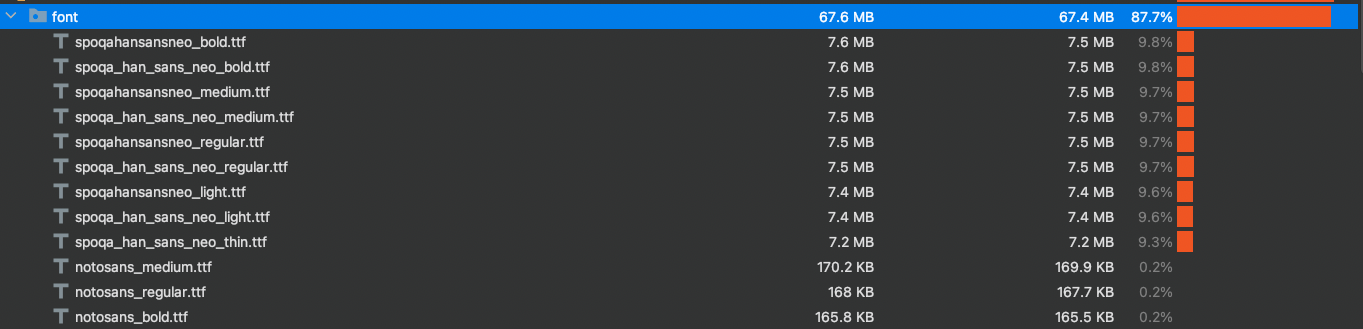 font 67.6 MB 67.4 MB 87.7%
spoqahansansneo_bold.ttf 7.6 MB 7.5 MB 9.8%
spoqa_han_sans_neo_bold.ttf 7.6 MB 7.5 MB 9.8%
spoqahansansneo_medium.ttf 7.5 MB 7.5 MB 9.7%
spoqa_han_sans_neo_medium.ttf 7.5 MB 7.5 MB 9.7%
spoqahansansneo_regular.ttf 7.5 MB 7.5 MB 9.7%
spoqa_han_sans_neo_regular.ttf 7.5 MB 7.5 MB 9.7%
spoqahansansneo_light.ttf 7.4 MB 7.4 MB 9.6%
spoqa_han_sans_neo_light.ttf 7.4 MB 7.4 MB 9.6%
spoqa_han_sans_neo_thin.ttf 7.2 MB 7.2 MB 9.3%
notosans_medium.ttf 170.2 KB 169.9 KB 0.2%
notosans_regular.ttf 168 KB 167.7 KB 0.2%
notosans_bold.ttf 165.8 KB 165.5 KB 0.2%